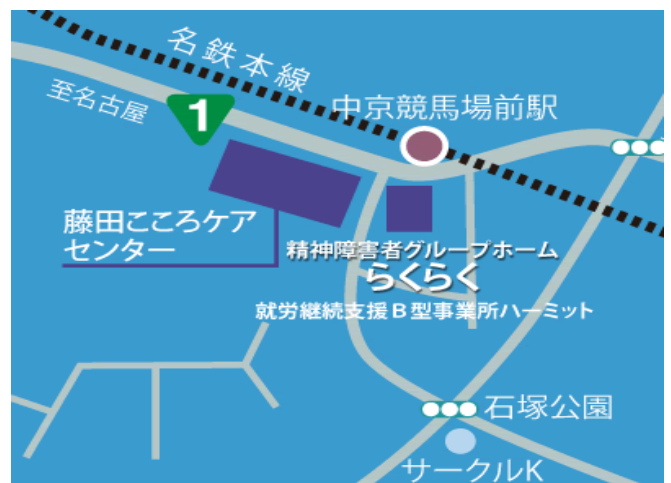 名鉄本線
至名古屋
1
中京競馬場前駅
藤田こころケア
センター
精神障害者グループホーム
らくらく
就労継続支援B型事業所ハーミット
石塚公園
サークルK